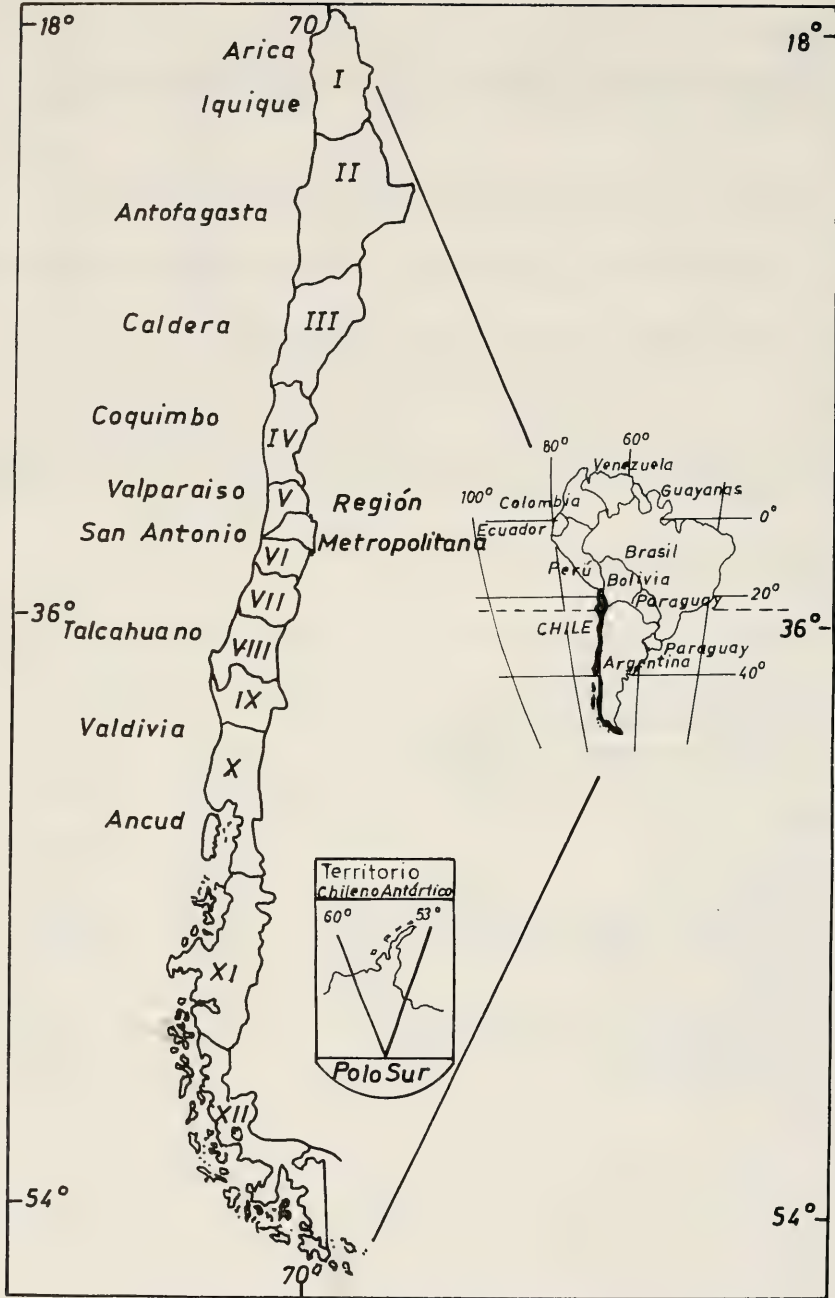 18°
70
18°
Arica
I
Iquique
II
Antofagasta
III
Caldera
Coquimbo
IV
Valparaiso
V
Región
San Antonio
Metropolitana
VI
VII
36°
36°
Talcahuano
VIII
IX
Valdivia
X
Ancud
XI
XII
54°
54°
70°
80°
60°
Venezuela
100°
Colombia
Guayanas
Ecuador
0°
Brasil
Perú
Bolivia
20°
Paraguay
CHILE
Paraguay
Argentina
40°
Territorio
Chileno Antártico
60°
53°
Polo Sur